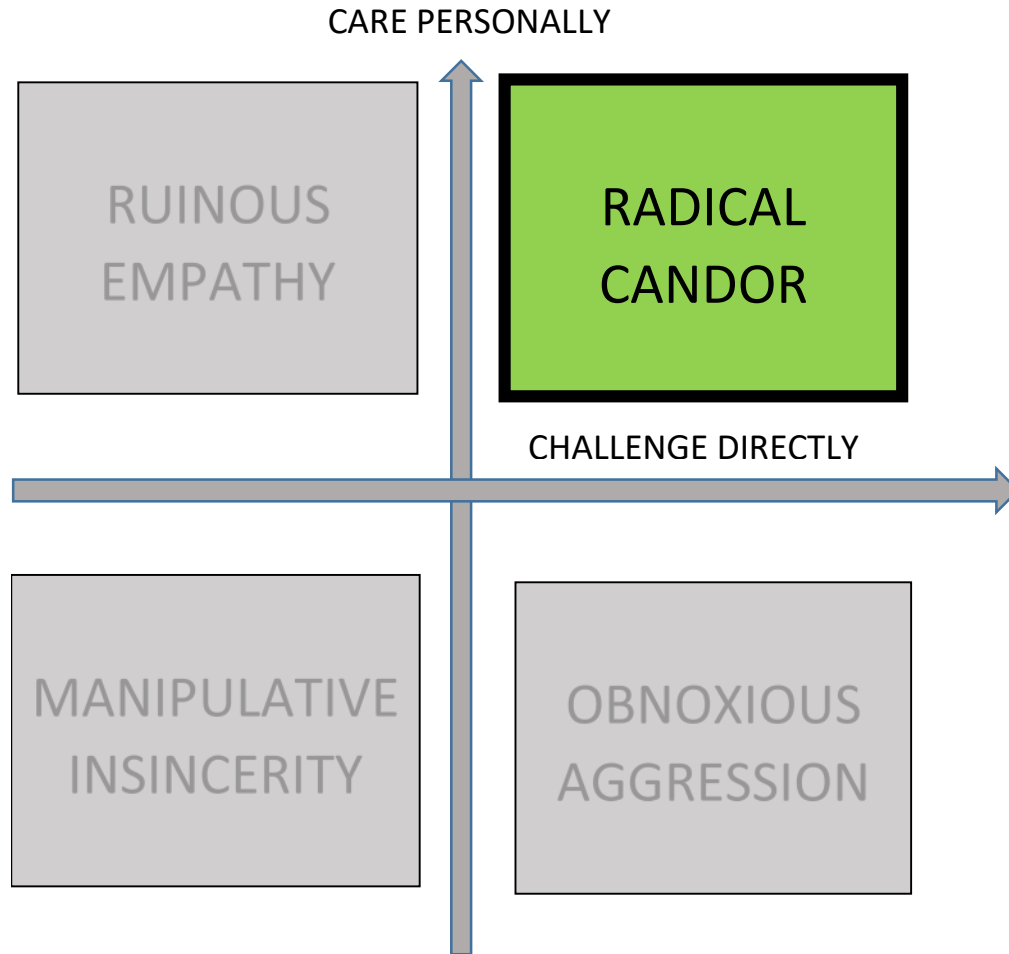 CARE PERSONALLY
RUINOUS
EMPATHY
RADICAL
CANDOR
CHALLENGE DIRECTLY
MANIPULATIVE
INSINCERITY
OBNOXIOUS
AGGRESSION